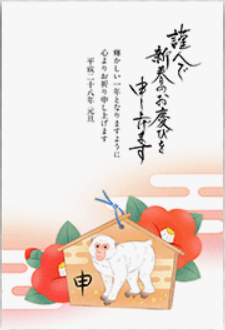 謹んで
新春のお慶びを
申し上げます
輝かしい一年となりますように
心よりお祈り申し上げます
平成二十八年 元旦
申